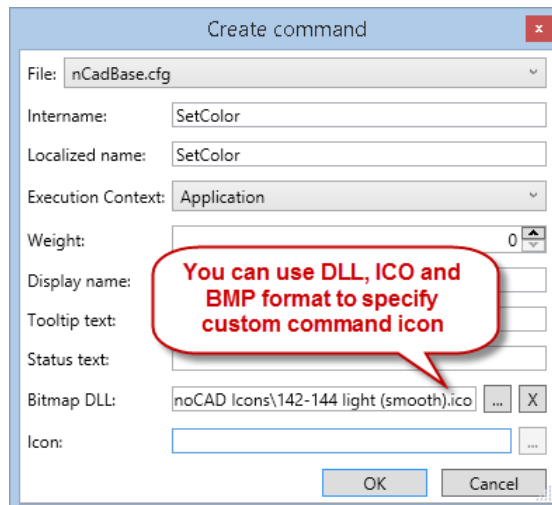 Create command
x
File: nCadBase.cfg
Intername: SetColor
Localized name: SetColor
Execution Context: Application
Weight: 0
You can use DLL, ICO and
BMP format to specify
custom command icon
Display name:
Tooltip text:
Status text:
Bitmap DLL: noCAD Icons\142-144 light (smooth).ico ... X
Icon: ...
OK Cancel